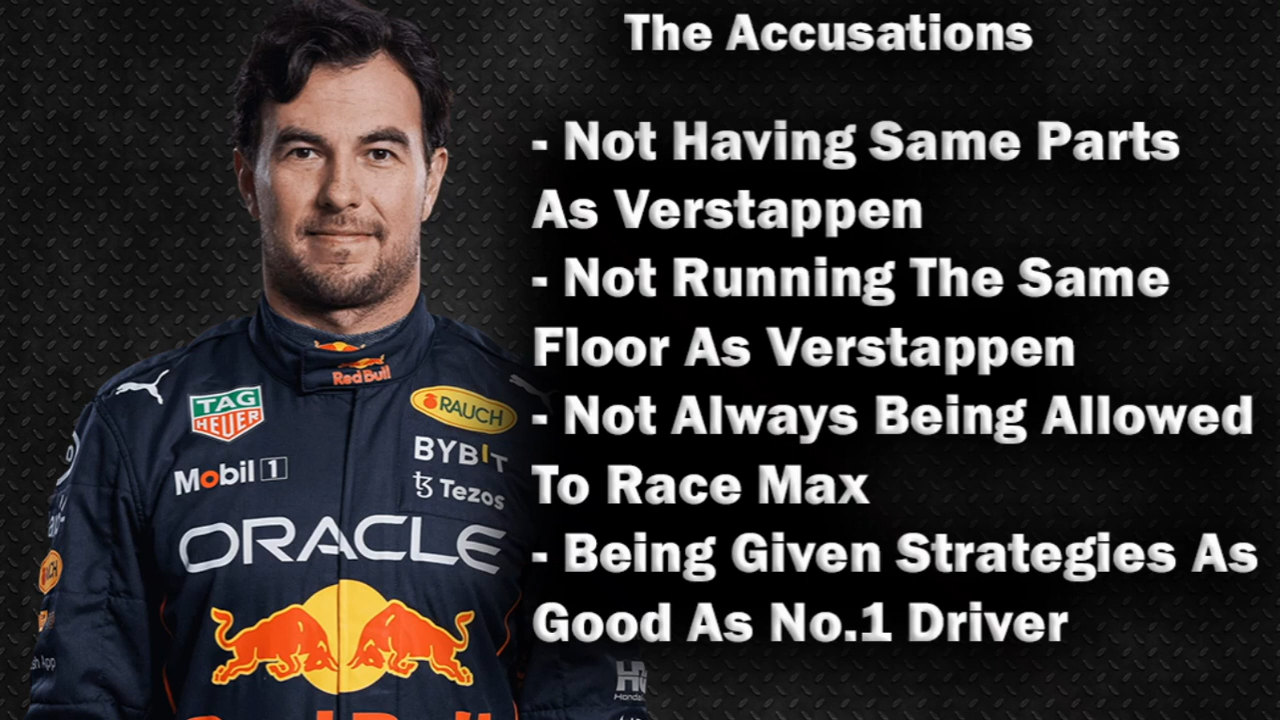 The Accusations
- Not Having Same Parts
As Verstappen
- Not Running The Same
Floor As Verstappen
- Not Always Being Allowed
To Race Max
- Being Given Strategies As
Good As No.1 Driver
Red Bull
TAG
HEUER
RAUCH
BYBIT
Mobil 1
Tezos
ORACLE
Honda